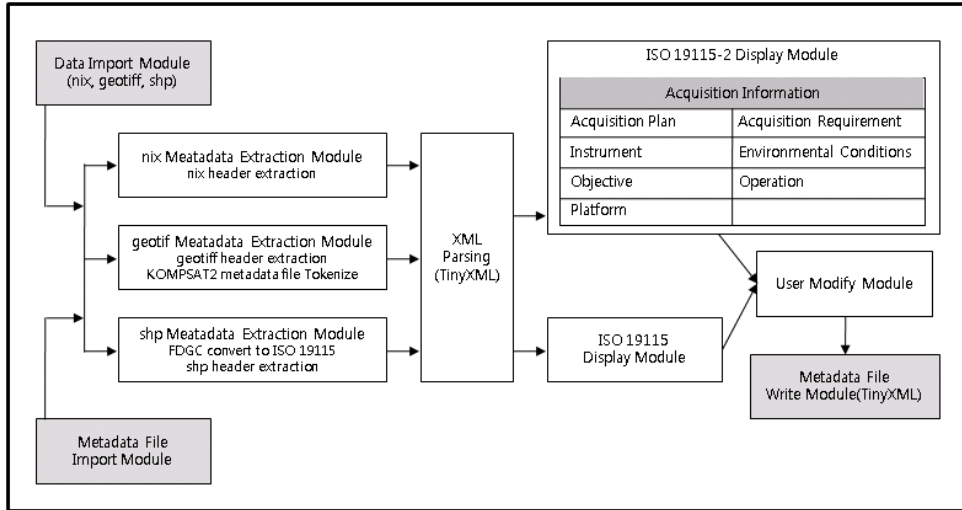 Data Import Module
(nix, geotiff, shp)
nix Meatadata Extraction Module
nix header extraction
geotif Meatadata Extraction Module
geotiff header extraction
KOMPSAT2 metadata file Tokenize
shp Meatadata Extraction Module
FDGC convert to ISO 19115
shp header extraction
Metadata File
Import Module
XML
Parsing
(TinyXML)
ISO 19115-2 Display Module
Acquisition Information
Acquisition Plan
Acquisition Requirement
Instrument
Environmental Conditions
Objective
Operation
Platform
ISO 19115
Display Module
User Modify Module
Metadata File
Write Module(TinyXML)